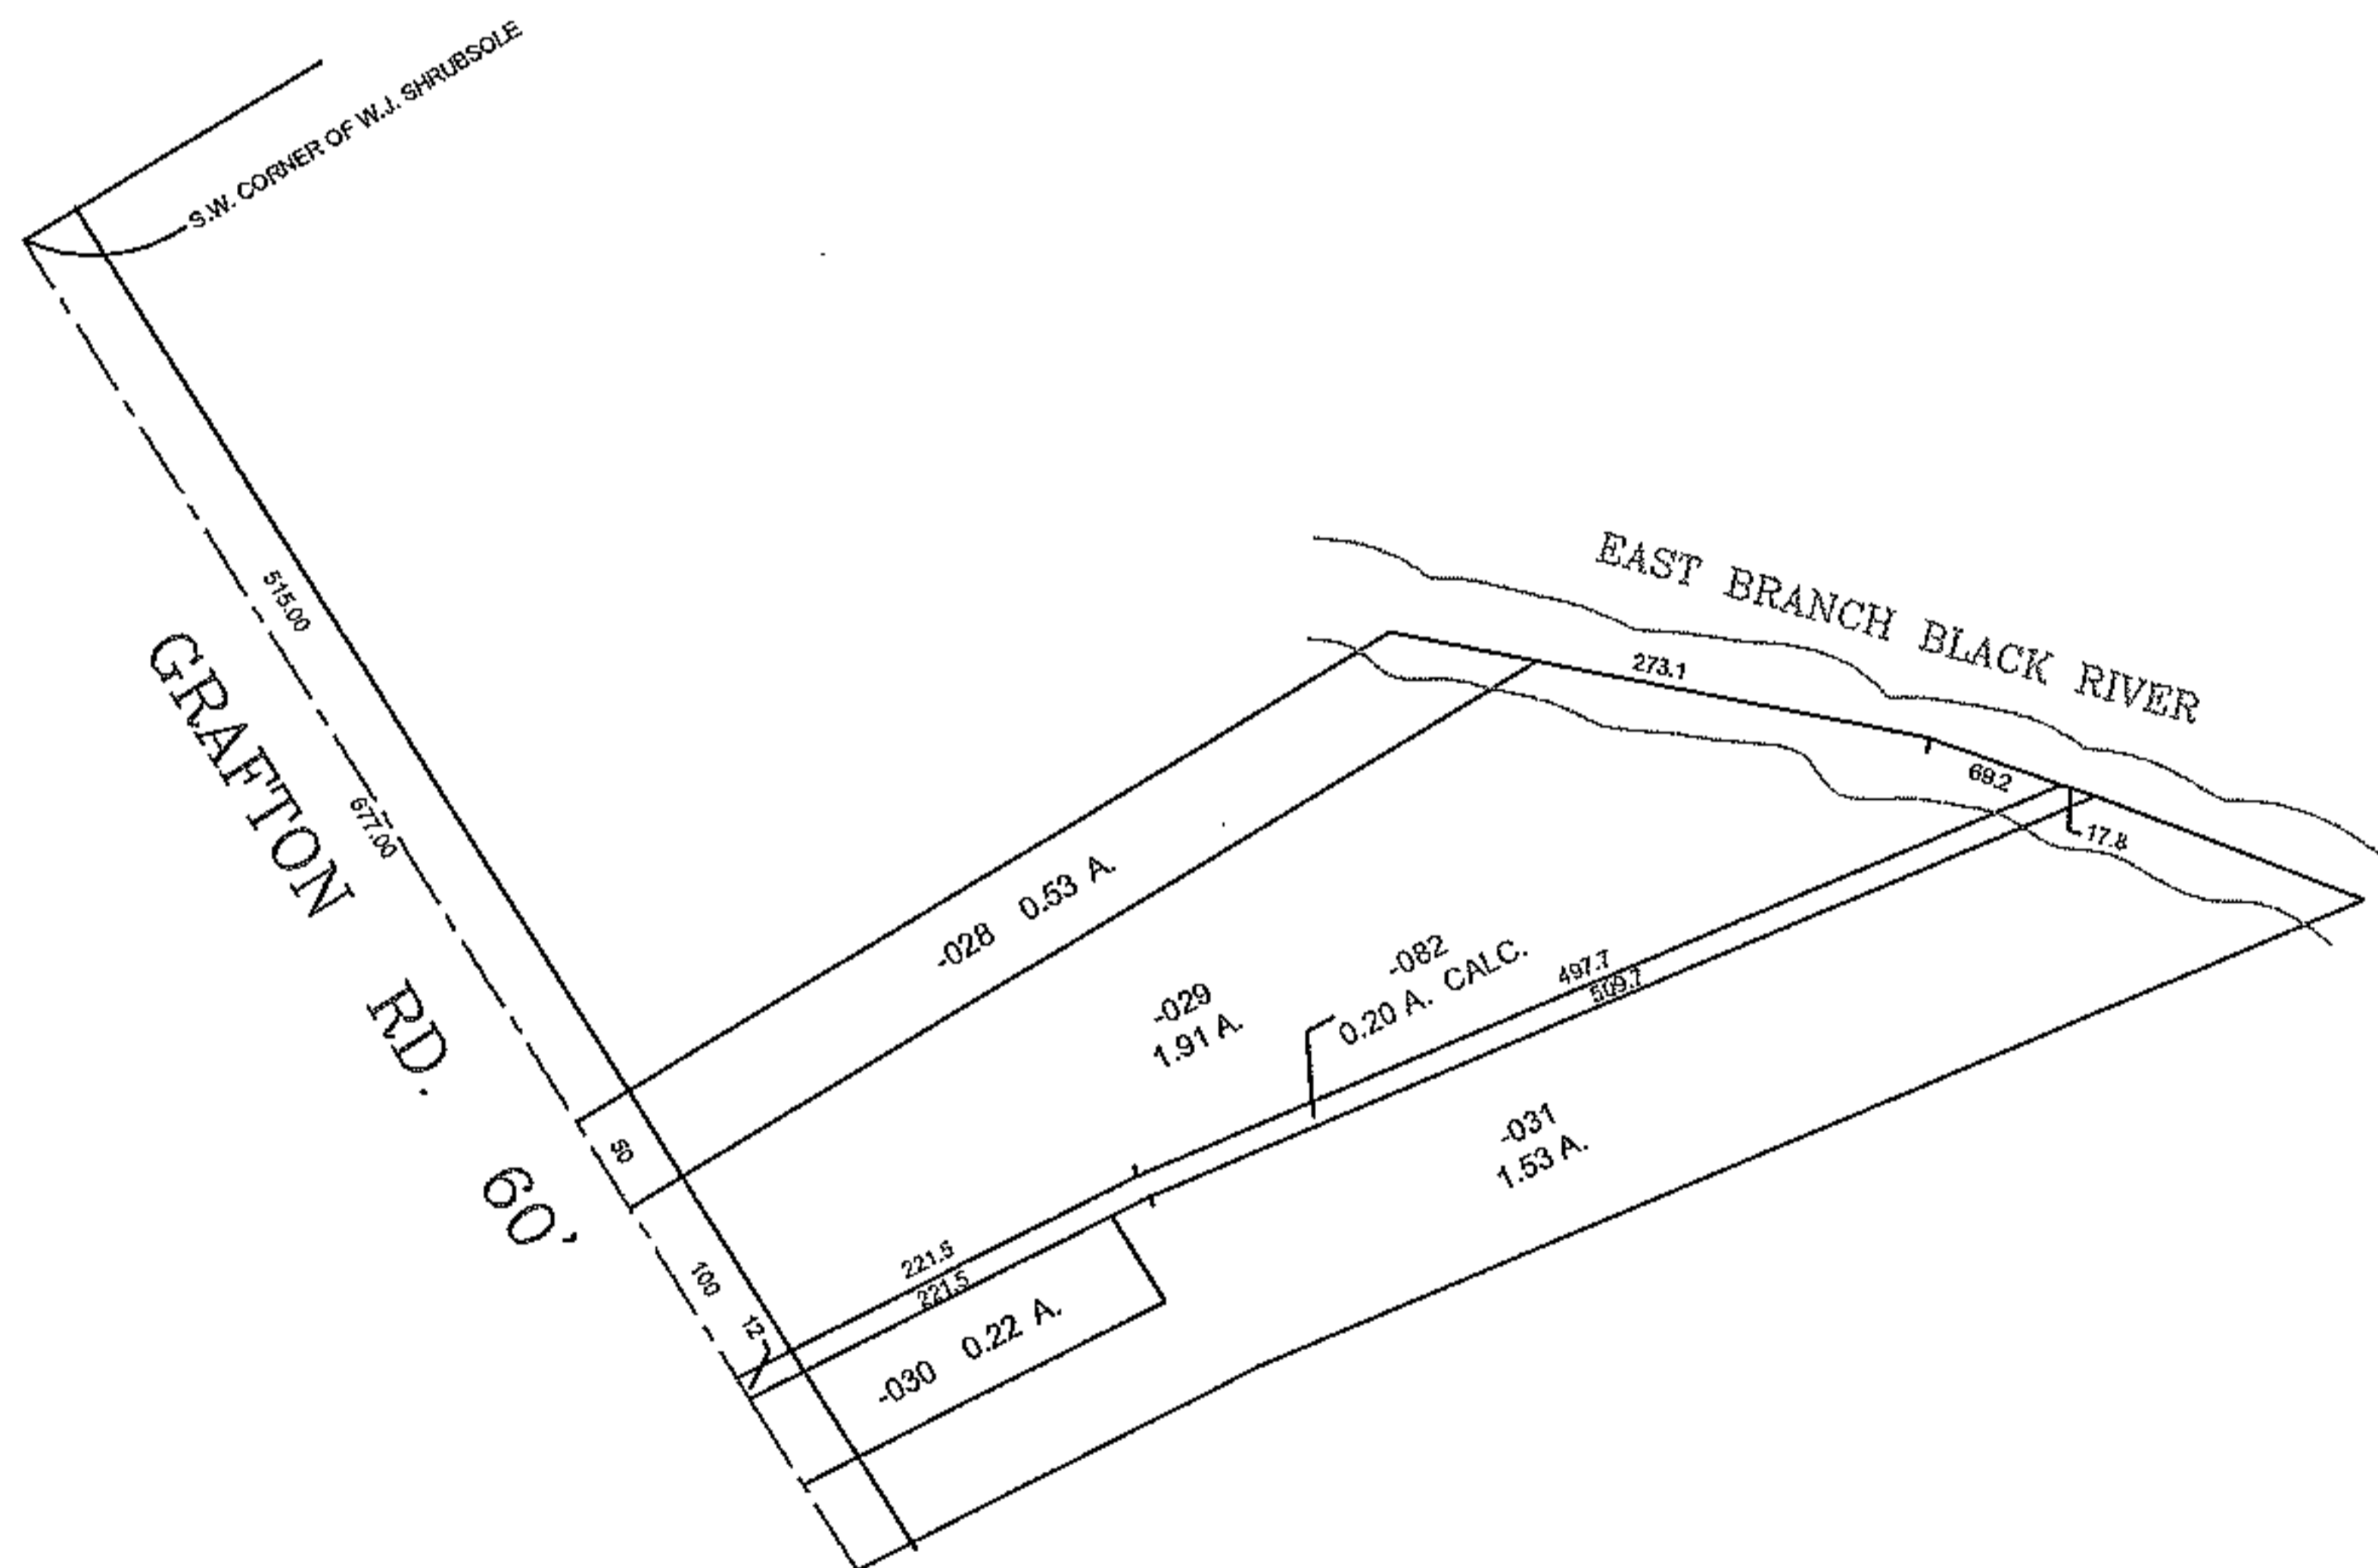 S.W. CORNER OF W.J. SHRUBSOLE
515.00
GRAFTON RD. 60'
677.00
EAST BRANCH BLACK RIVER
273.1
69.2
17.8
-028 0.53 A.
-029
1.91 A.
-082
0.20 A. CALC.
497.7
509.7
-031
1.53 A.
50
100
12
221.5
221.5
-030 0.22 A.